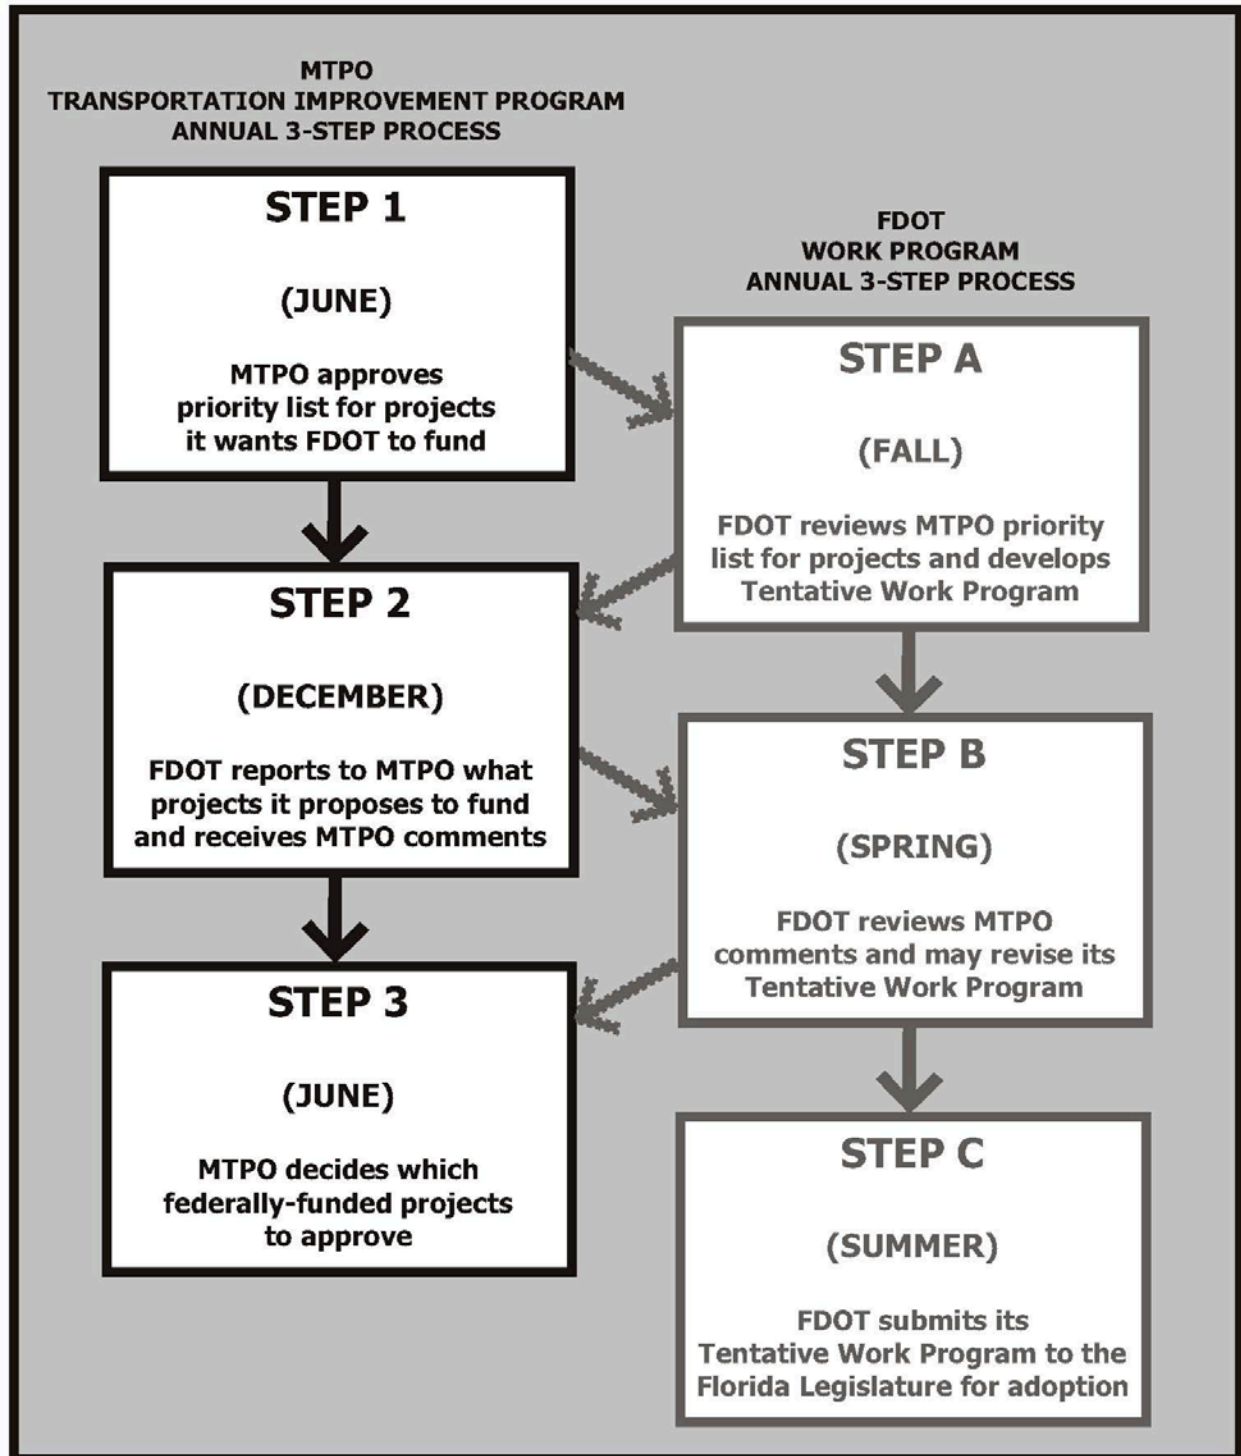 MTPO
TRANSPORTATION IMPROVEMENT PROGRAM
ANNUAL 3-STEP PROCESS
STEP 1
(JUNE)
MTPO approves
priority list for projects
it wants FDOT to fund
FDOT
WORK PROGRAM
ANNUAL 3-STEP PROCESS
STEP A
(FALL)
FDOT reviews MTPO priority
list for projects and develops
Tentative Work Program
STEP 2
(DECEMBER)
FDOT reports to MTPO what
projects it proposes to fund
and receives MTPO comments
STEP B
(SPRING)
FDOT reviews MTPO
comments and may revise its
Tentative Work Program
STEP 3
(JUNE)
MTPO decides which
federally-funded projects
to approve
STEP C
(SUMMER)
FDOT submits its
Tentative Work Program to the
Florida Legislature for adoption